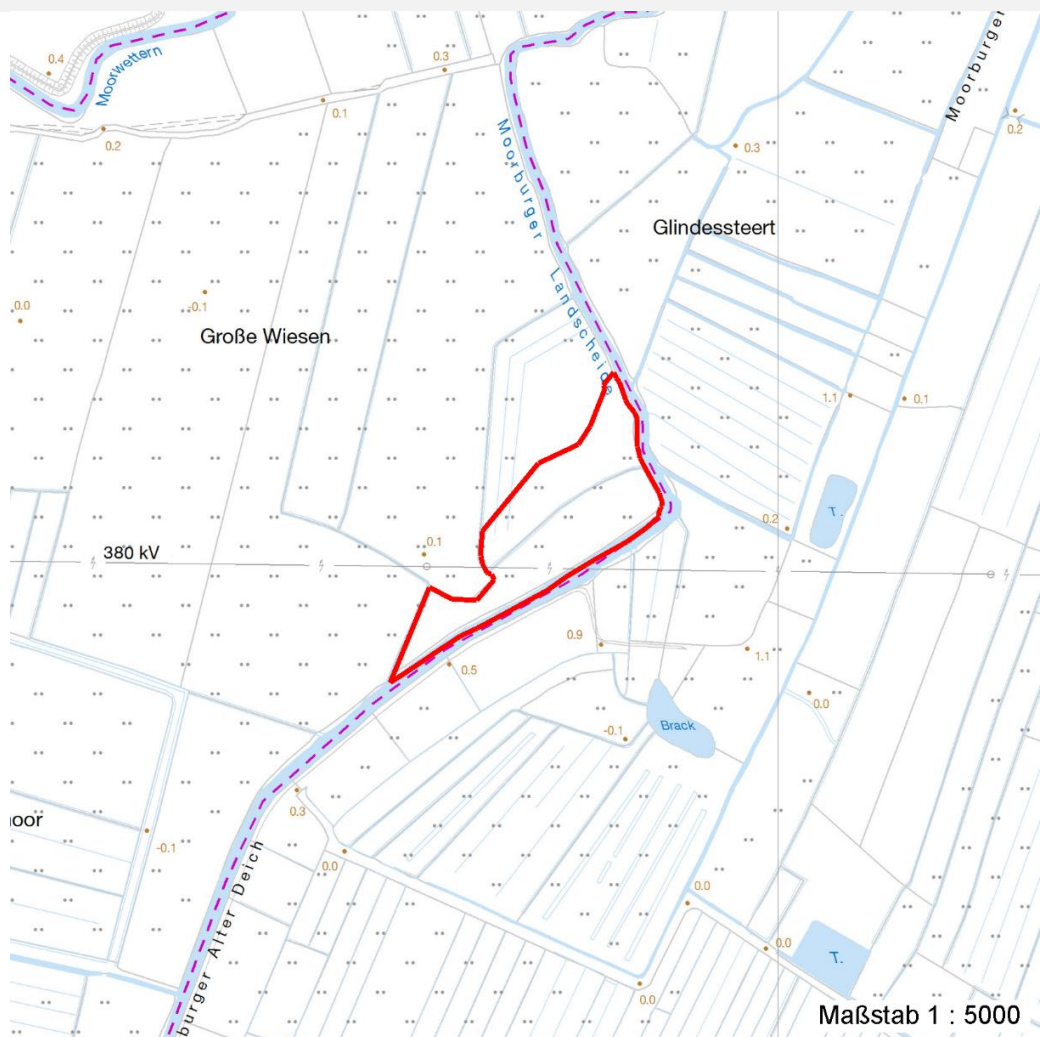 0.4
Moorwettern
0.3
Moorburger
0.1
0.2
0.2
Moorburger
0.3
Glindessteert
-0.1
0.0
Große Wiesen
Landscheide
1.1
0.1
T.
0.2
380 kV
0.1
0.9
0.5
1.1
0.0
Brack
-0.1
0.3
oor
-0.1
0.0
burger Alter Deich
0.0
0.0
T.
0.0
Maßstab 1 : 5000